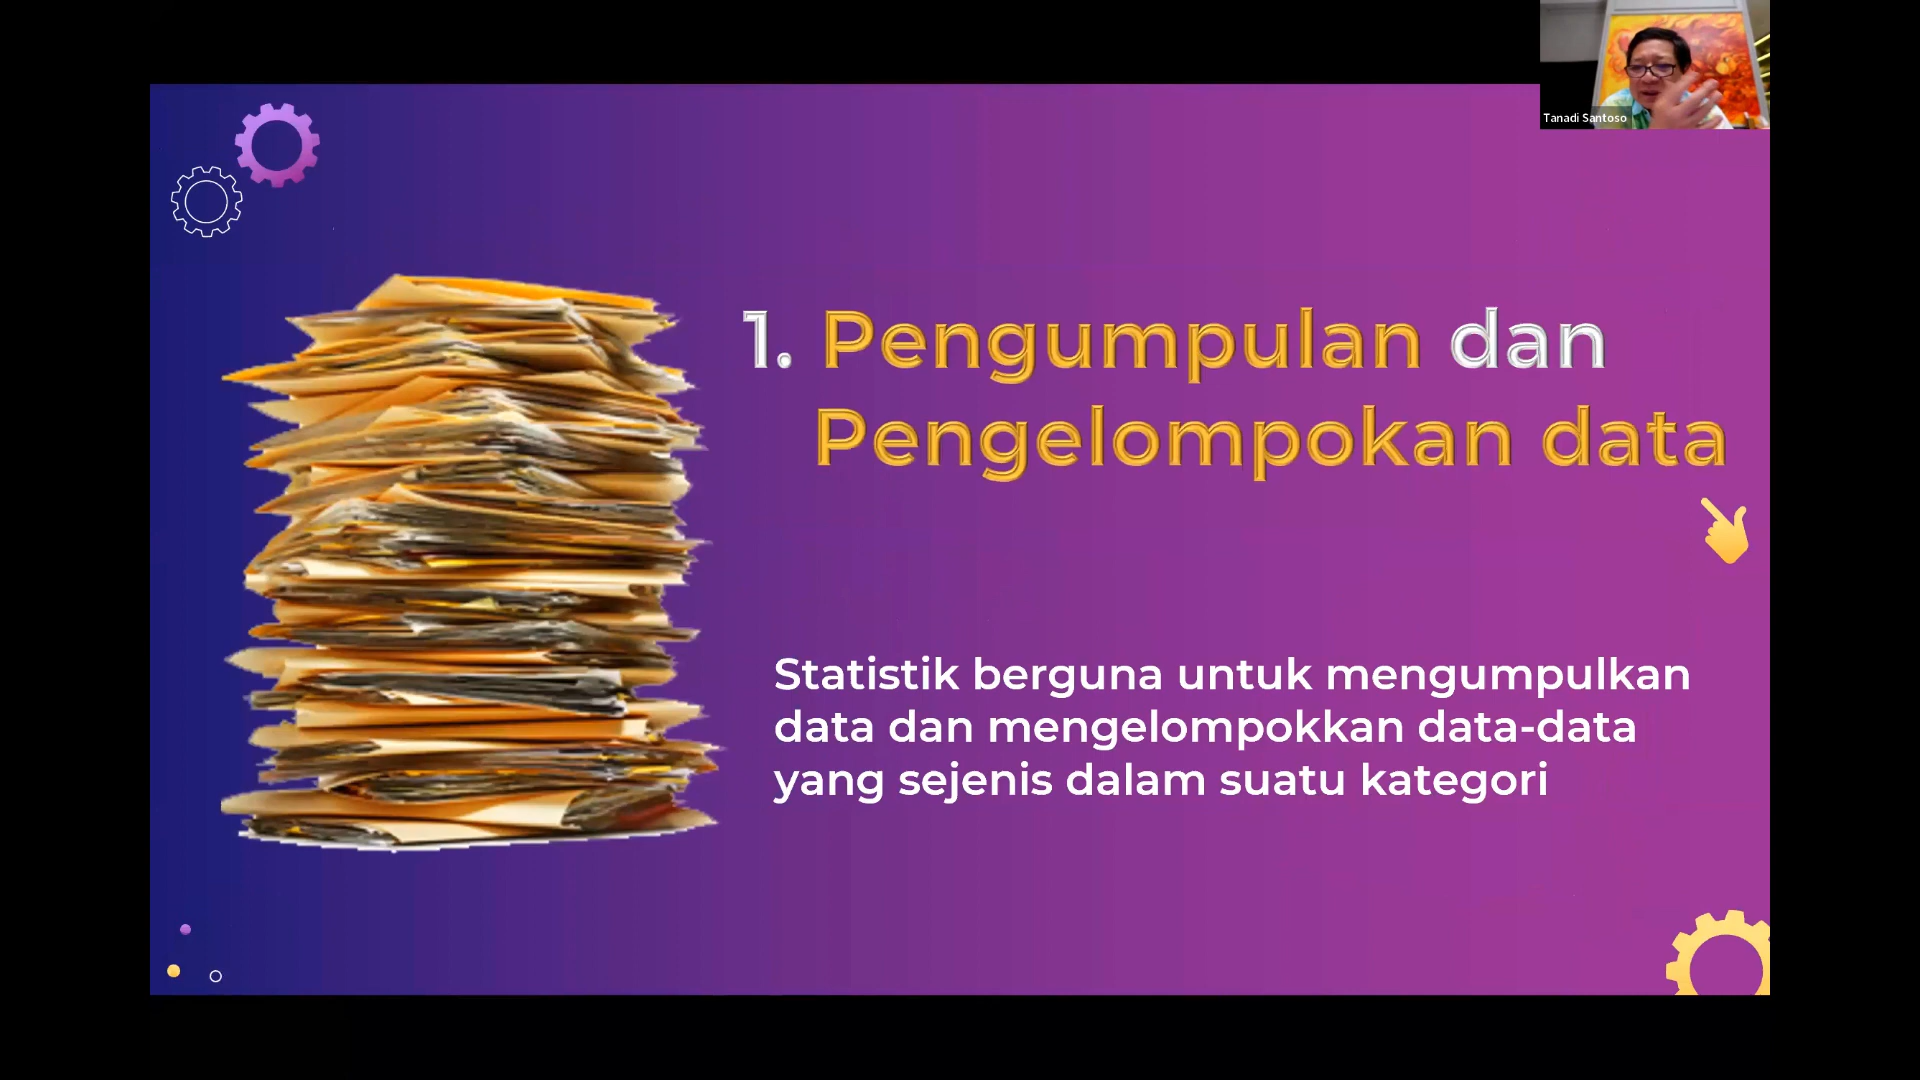 Tanadi Santoso
1. Pengumpulan dan
Pengelompokan data
Statistik berguna untuk mengumpulkan
data dan mengelompokkan data-data
yang sejenis dalam suatu kategori